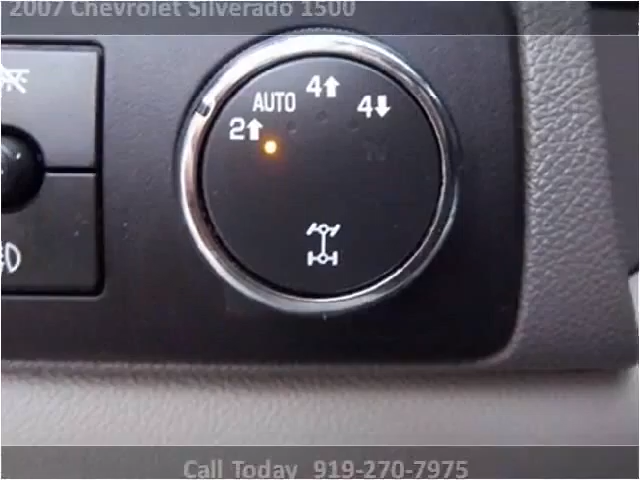 2007 Chevrolet Silverado 1500
AUTO 4↑
2↑ 4↓
Call Today 919-270-7975